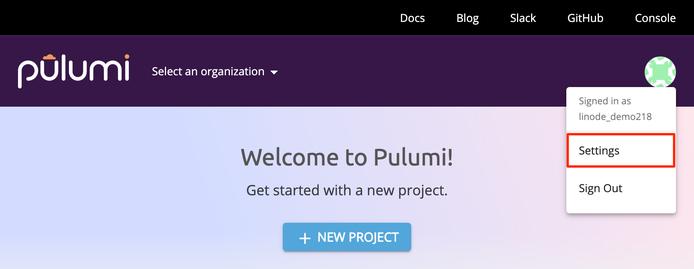 Docs Blog Slack GitHub Console
pulumi Select an organization
Signed in as
linode_demo218
Settings
Sign Out
Welcome to Pulumi!
Get started with a new project.
+ NEW PROJECT